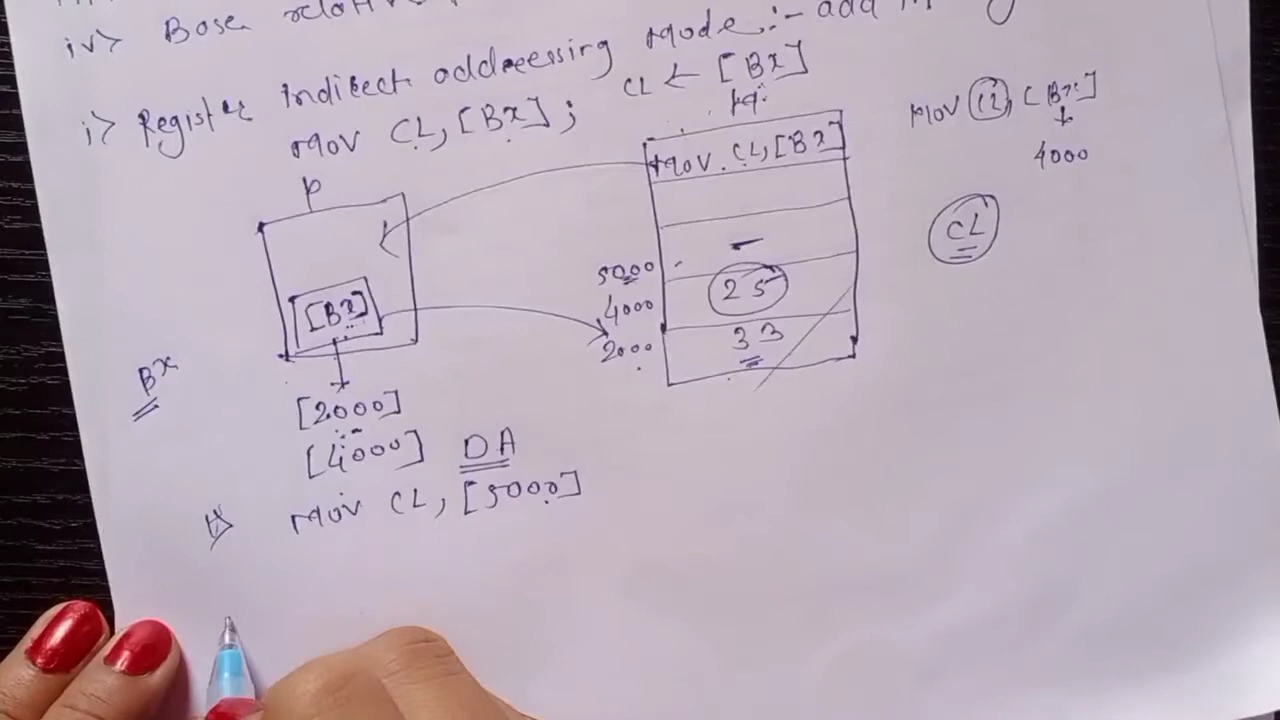 iv> Base relative
i> Register Indirect addressing Mode :- add
Mov CL, [Bx] ; CL ← [Bx]
M
Mov CL, [Bx]
4000
P
Mov CL, [Bx]
CL
5000
[Bx]
4000 25
2000 33
Bx
[2000]
[4000] DA
Mov CL, [5000]